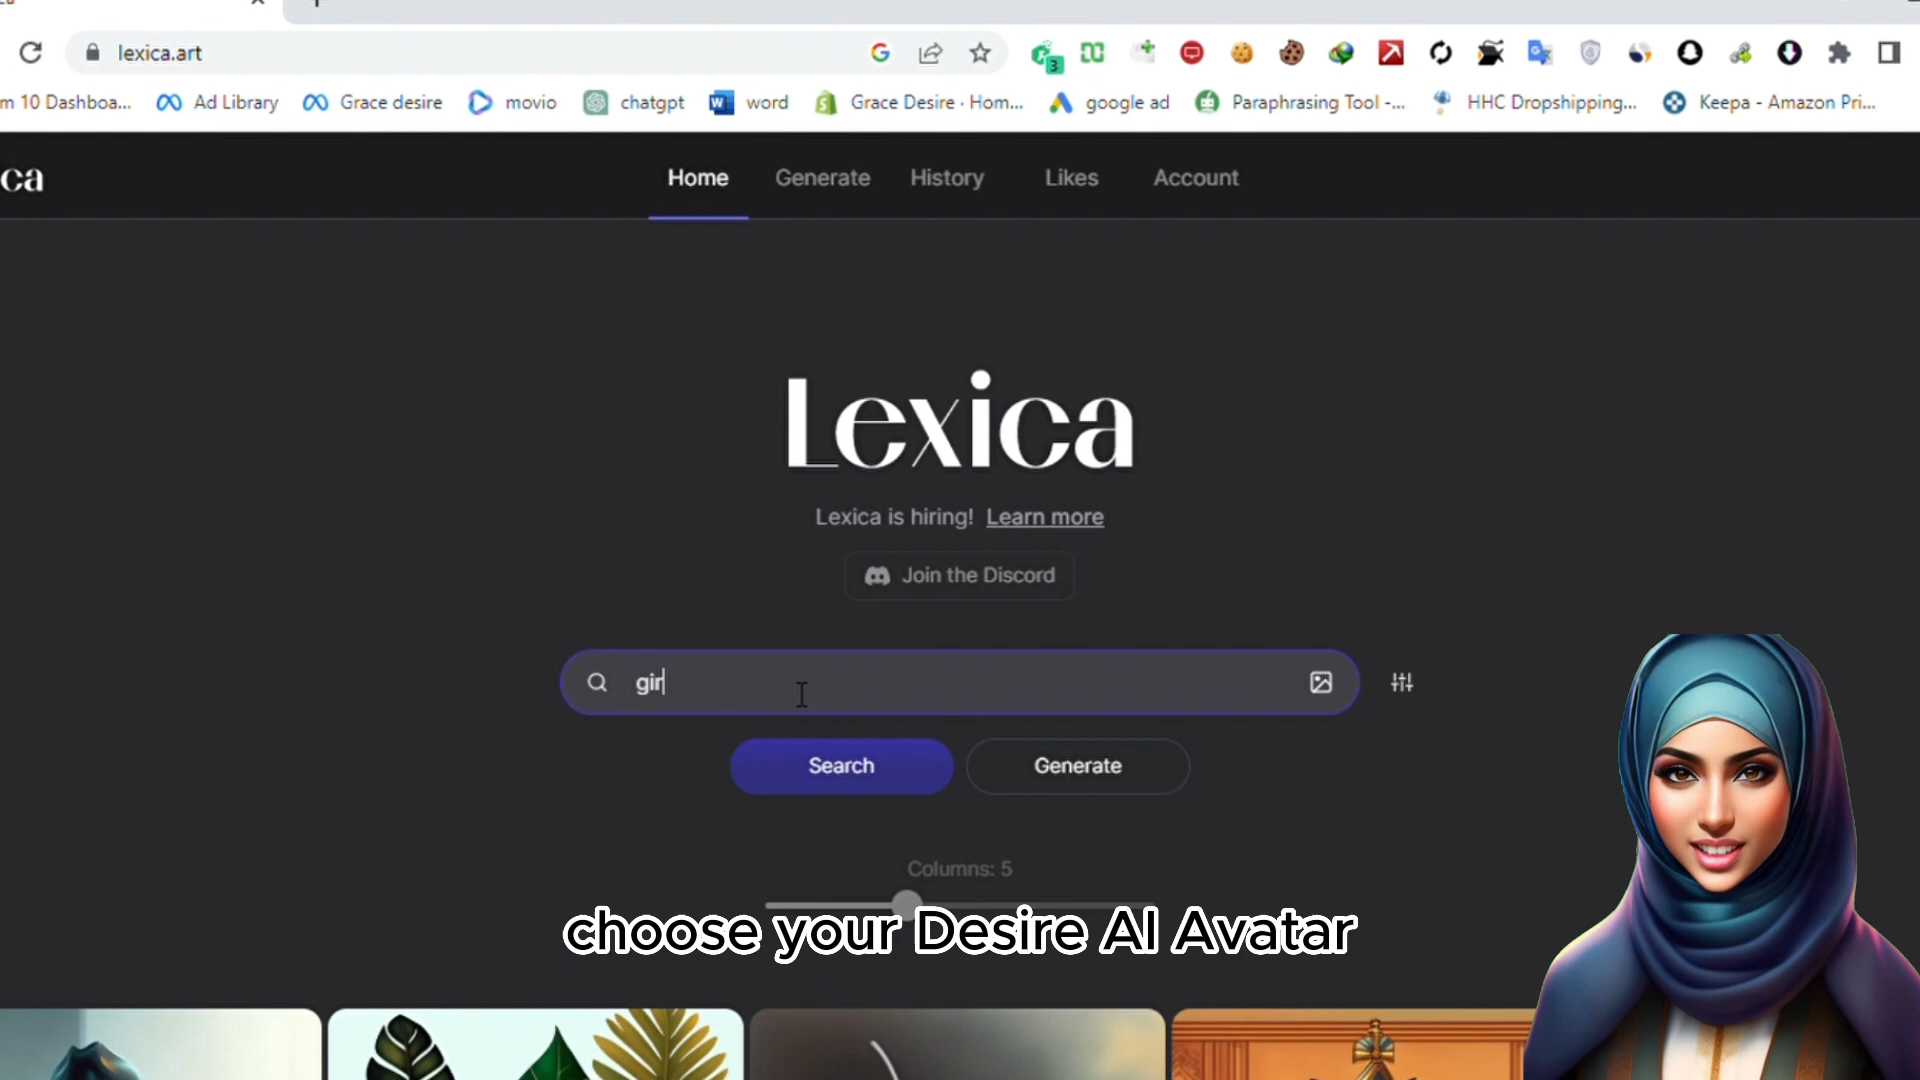 lexica.art
3
m 10 Dashboa... Ad Library Grace desire movio chatgpt word Grace Desire · Hom... google ad Paraphrasing Tool -... HHC Dropshipping... Keepa - Amazon Pri...
ca Home Generate History Likes Account
Lexica
Lexica is hiring! Learn more
Join the Discord
gir
Search Generate
Columns: 5
choose your Desire AI Avatar